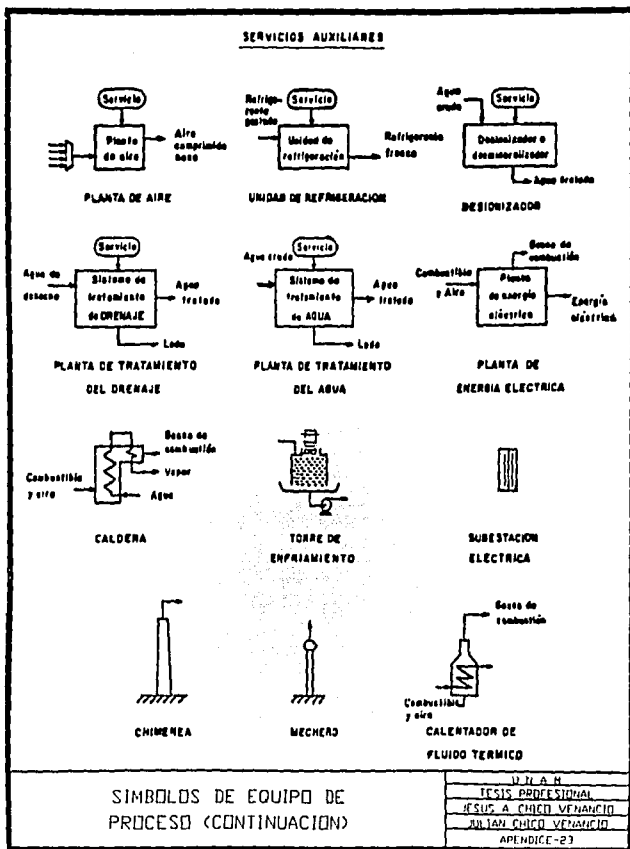 SERVICIOS AUXILIARES
Servicio
Planta
de aire
Aire
comprimido
seco
PLANTA DE AIRE
Refrige-
rante
gastado
Servicio
Unidad de
refrigeración
Refrigerante
fresco
UNIDAD DE REFRIGERACION
Agua
cruda
Servicio
Desionizador o
desmineralizador
Agua tratada
DESIONIZADOR
Agua de
desecho
Servicio
Sistema de
tratamiento
de DRENAJE
Agua
tratada
Lodo
PLANTA DE TRATAMIENTO
DEL DRENAJE
Agua cruda
Servicio
Sistema de
tratamiento
de AGUA
Agua
tratada
Lodo
PLANTA DE TRATAMIENTO
DEL AGUA
Combustible
y Aire
Gases de
combustión
Planta
de energía
eléctrica
Energía
eléctrica
PLANTA DE
ENERGIA ELECTRICA
Combustible
y aire
Gases de
combustión
Vapor
Agua
CALDERA
TORRE DE
ENFRIAMIENTO
SUBESTACION
ELECTRICA
CHIMENEA
MECHERO
Gases de
combustión
Combustible
y aire
CALENTADOR DE
FLUIDO TERMICO
SIMBOLOS DE EQUIPO DE
PROCESO (CONTINUACION)
U N A M
TESIS PROFESIONAL
JESUS A. CHICO VENANCIO
JULIAN CHICO VENANCIO
APENDICE-23